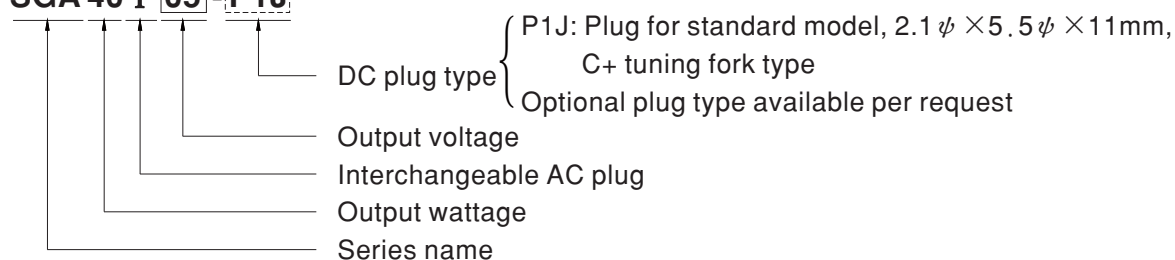 P1J: Plug for standard model, 2.1ψ×5.5ψ×11mm,
C+ tuning fork type
DC plug type
Optional plug type available per request
Output voltage
Interchangeable AC plug
Output wattage
Series name